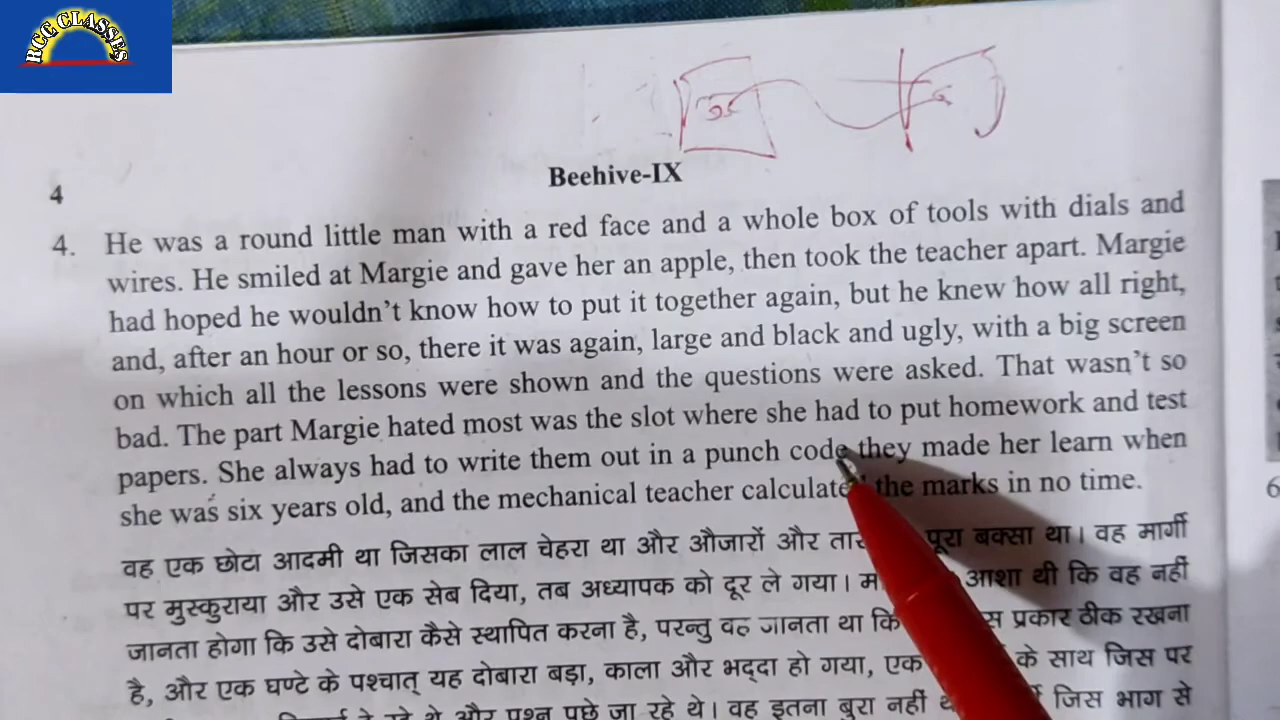 RCC CLASSES
4
Beehive-IX
4. He was a round little man with a red face and a whole box of tools with dials and
wires. He smiled at Margie and gave her an apple, then took the teacher apart. Margie
had hoped he wouldn't know how to put it together again, but he knew how all right,
and, after an hour or so, there it was again, large and black and ugly, with a big screen
on which all the lessons were shown and the questions were asked. That wasn't so
bad. The part Margie hated most was the slot where she had to put homework and test
papers. She always had to write them out in a punch code they made her learn when
she was six years old, and the mechanical teacher calculated the marks in no time.
वह एक छोटा आदमी था जिसका लाल चेहरा था और औजारों और पूरा बक्सा था। वह मार्गी
पर मुस्कुराया और उसे एक सेब दिया, तब अध्यापक को दूर ले गया। आशा थी कि वह नहीं
जानता होगा कि उसे दोबारा कैसे स्थापित करना है, परन्तु वह जानता था कि प्रकार ठीक रखना
है, और एक घण्टे के पश्चात् यह दोबारा बड़ा, काला और भद्दा हो गया, एक के साथ जिस पर
रहे थे और प्रश्न पूछे जा रहे थे। वह इतना बुरा नहीं जिस भाग से
6